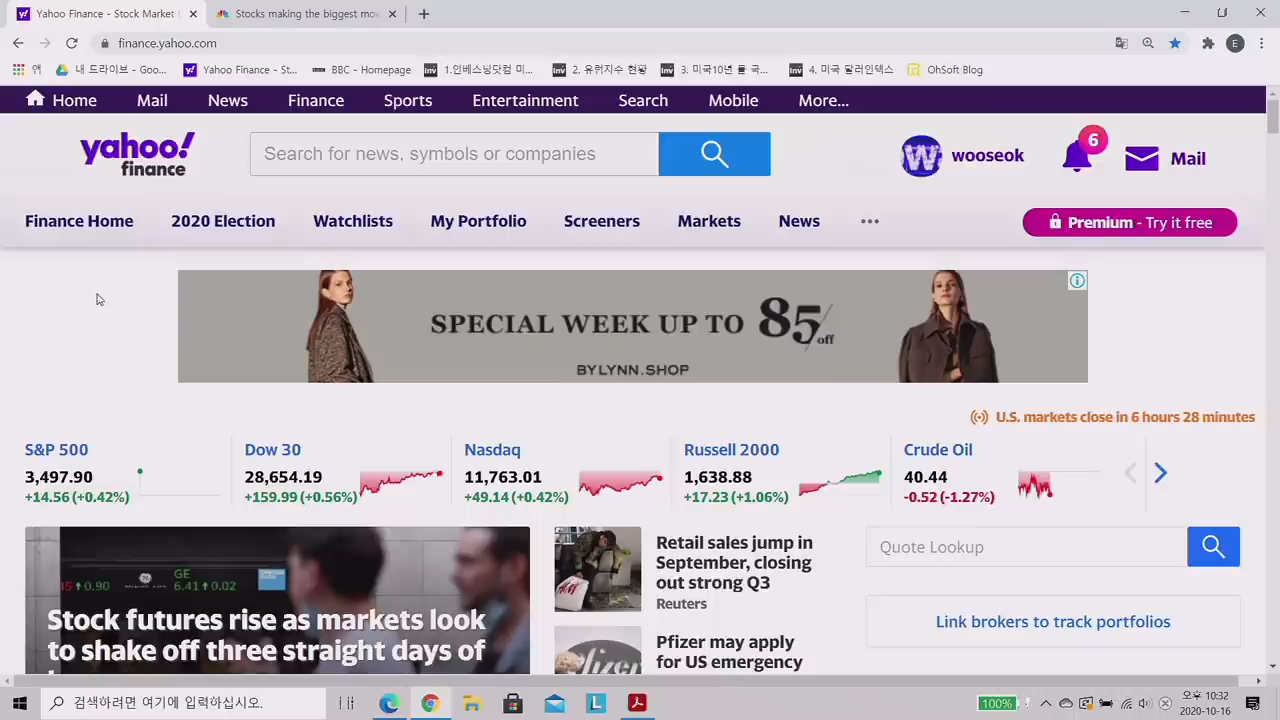 Yahoo Finance - Stock Market
Stocks making the biggest mov
finance.yahoo.com
앱
내 드라이브 - Goo...
Yahoo Finance - St...
BBC - Homepage
1.인베스팅닷컴 미...
2. 유럽지수 현황
3. 미국10년 물 국...
4. 미국 달러인덱스
OhSoft Blog
Home Mail News Finance Sports Entertainment Search Mobile More...
yahoo!
finance
Search for news, symbols or companies
wooseok
6
Mail
Finance Home 2020 Election Watchlists My Portfolio Screeners Markets News
Premium - Try it free
SPECIAL WEEK UP TO 85% off
BYLYNN.SHOP
U.S. markets close in 6 hours 28 minutes
S&P 500
3,497.90
+14.56 (+0.42%)
Dow 30
28,654.19
+159.99 (+0.56%)
Nasdaq
11,763.01
+49.14 (+0.42%)
Russell 2000
1,638.88
+17.23 (+1.06%)
Crude Oil
40.44
-0.52 (-1.27%)
GE
6.41 0.02
0.90
Stock futures rise as markets look
to shake off three straight days of
Retail sales jump in
September, closing
out strong Q3
Reuters
Pfizer may apply
for US emergency
Quote Lookup
Link brokers to track portfolios
검색하려면 여기에 입력하십시오.
100%
오후 10:32
2020-10-16